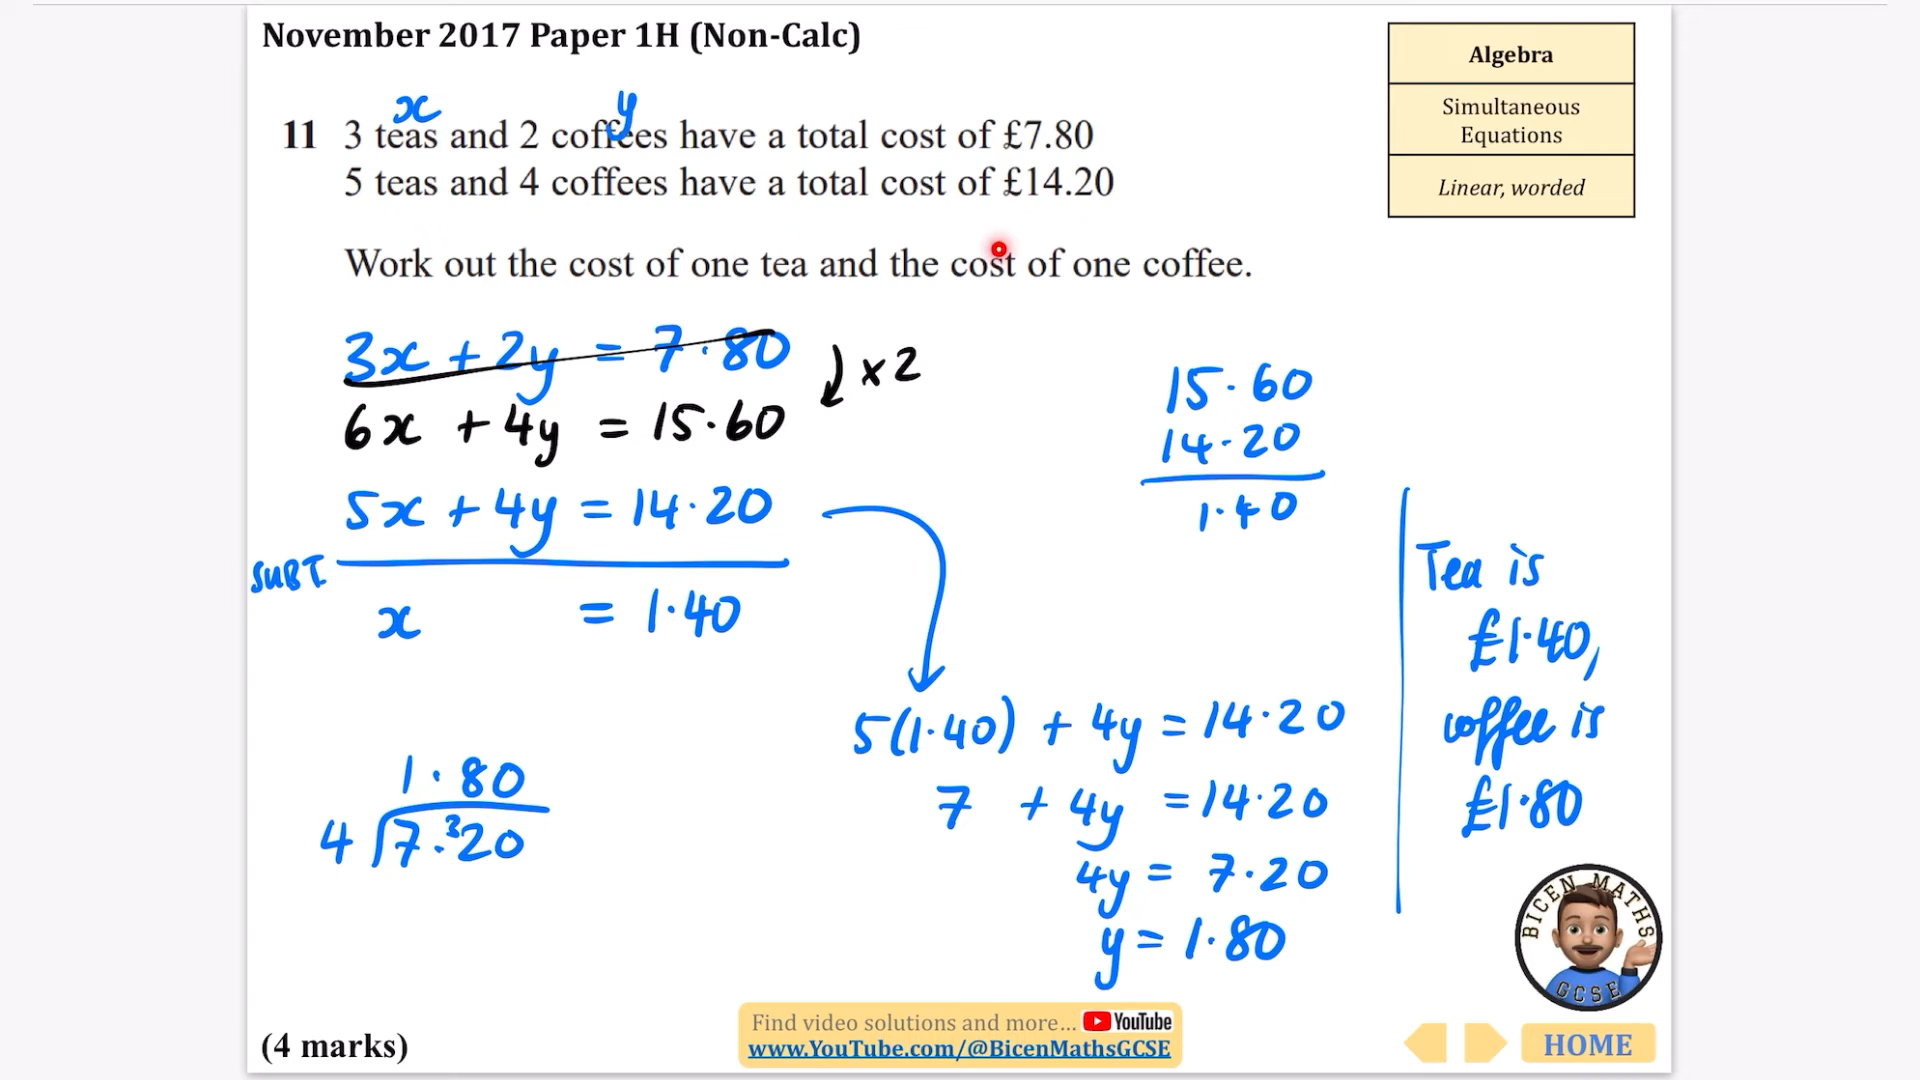 November 2017 Paper 1H (Non-Calc)
Algebra
Simultaneous
Equations
Linear, worded
x y
11 3 teas and 2 coffees have a total cost of £7.80
5 teas and 4 coffees have a total cost of £14.20
Work out the cost of one tea and the cost of one coffee.
3x + 2y = 7.80
× 2
6x + 4y = 15.60
5x + 4y = 14.20
SUBT
x = 1.40
15.60
14.20
1.40
5(1.40) + 4y = 14.20
7 + 4y = 14.20
4y = 7.20
y = 1.80
1.80
4 7.³20
Tea is
£1.40,
coffee is
£1.80
BICEN MATHS
GCSE
(4 marks)
Find video solutions and more... YouTube
www.YouTube.com/@BicenMathsGCSE
HOME